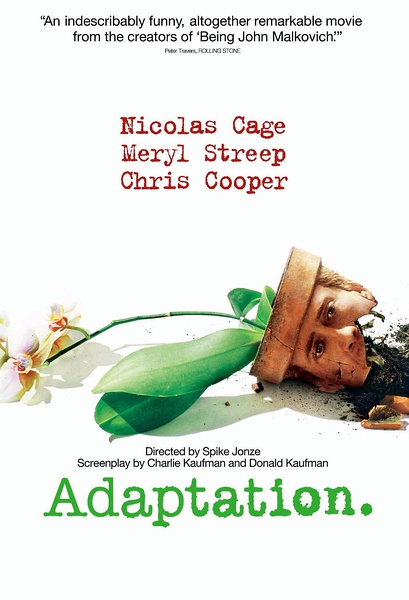 “An indescribably funny, altogether remarkable movie
from the creators of ‘Being John Malkovich.’”
Peter Travers, ROLLING STONE
Nicolas Cage
Meryl Streep
Chris Cooper
Directed by Spike Jonze
Screenplay by Charlie Kaufman and Donald Kaufman
Adaptation.